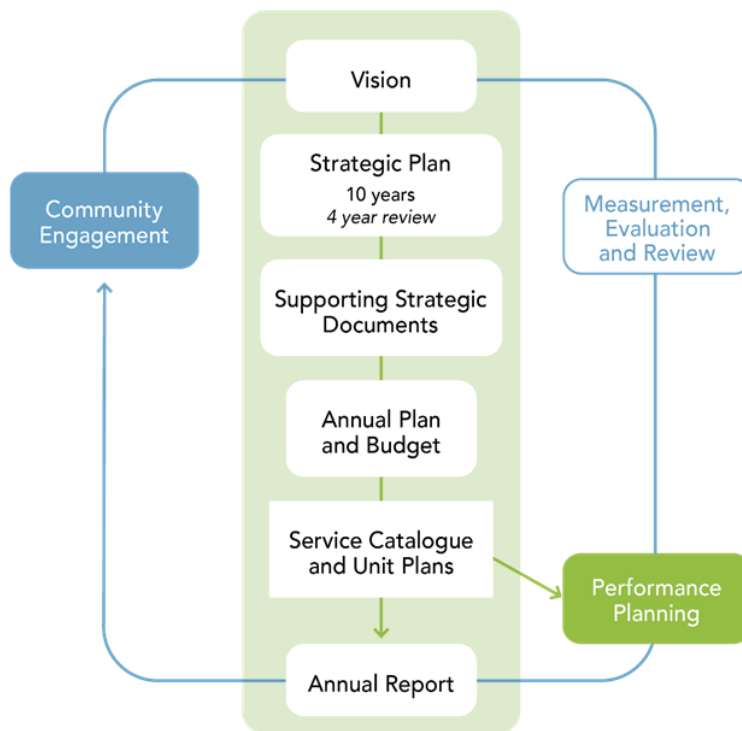 Vision
Strategic Plan
10 years
4 year review
Community
Engagement
Measurement,
Evaluation
and Review
Supporting Strategic
Documents
Annual Plan
and Budget
Service Catalogue
and Unit Plans
Performance
Planning
Annual Report